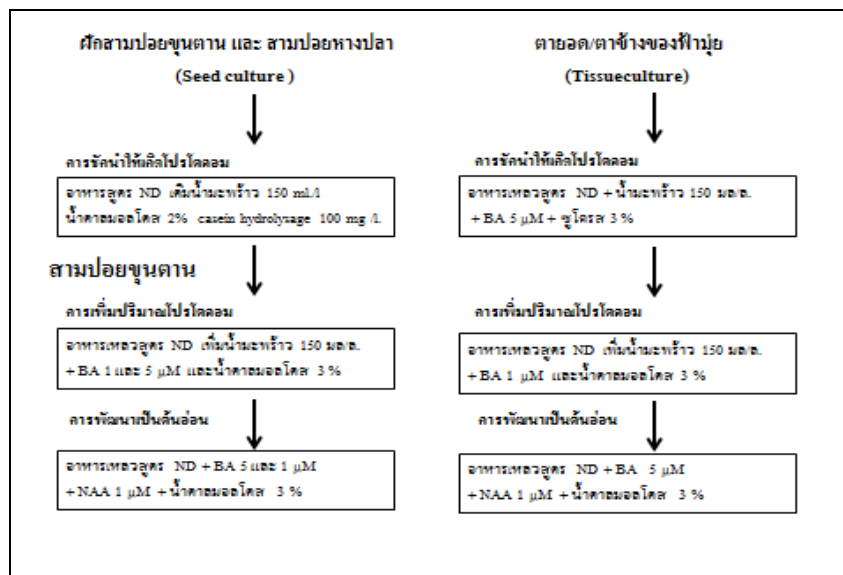 ฝักสามปอยขุนตาน และ สามปอยหางปลา
(Seed culture )
การชักนำให้เกิดโปรโตคอม
อาหารสูตร ND เติมน้ำมะพร้าว 150 ml/l
น้ำตาลมอลโตส 2% casein hydrolysage 100 mg /l.
สามปอยขุนตาน
การเพิ่มปริมาณโปรโตคอม
อาหารเหลวสูตร ND เพิ่มน้ำมะพร้าว 150 มล/ล.
+ BA 1 และ 5 µM และน้ำตาลมอลโตส 3 %
การพัฒนาเป็นต้นอ่อน
อาหารเหลวสูตร ND + BA 5 และ 1 µM
+ NAA 1 µM + น้ำตาลมอลโตส 3 %
ตายอด/ตาข้างของฟ้ามุ่ย
(Tissueculture)
การชักนำให้เกิดโปรโตคอม
อาหารเหลวสูตร ND + น้ำมะพร้าว 150 มล/ล.
+ BA 5 µM + ซูโครส 3 %
การเพิ่มปริมาณโปรโตคอม
อาหารเหลวสูตร ND เพิ่มน้ำมะพร้าว 150 มล/ล.
+ BA 1 µM และน้ำตาลมอลโตส 3 %
การพัฒนาเป็นต้นอ่อน
อาหารเหลวสูตร ND + BA 5 µM
+ NAA 1 µM + น้ำตาลมอลโตส 3 %